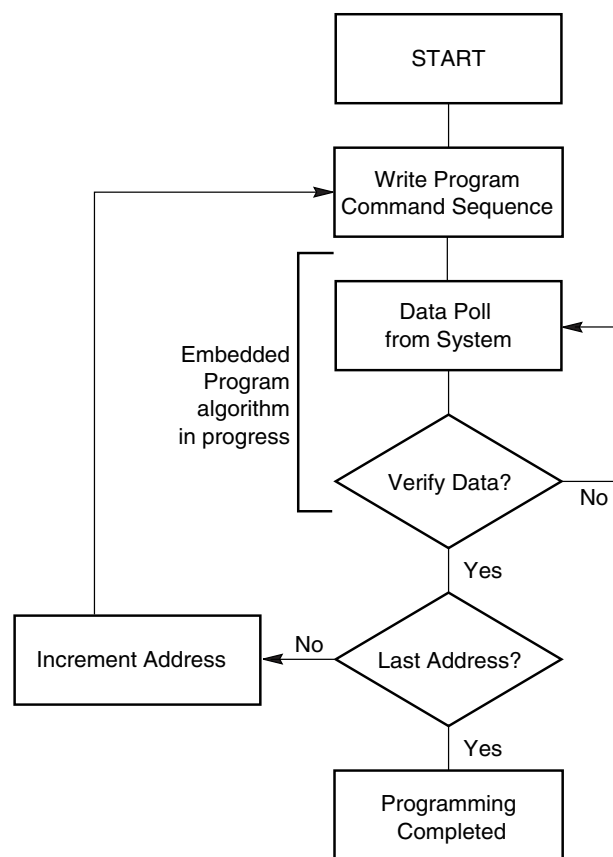 START
Write Program
Command Sequence
Data Poll
from System
Embedded
Program
algorithm
in progress
Verify Data?
No
Yes
Last Address?
No
Increment Address
Yes
Programming
Completed